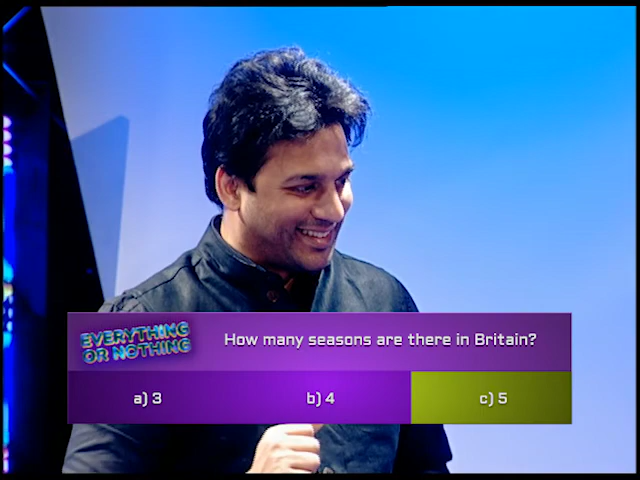 EVERYTHING
OR NOTHING
How many seasons are there in Britain?
a) 3
b) 4
c) 5